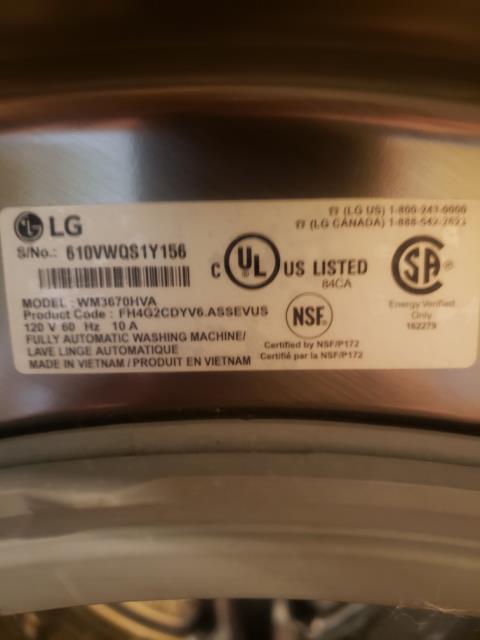 LG
S/No.: 610VWQS1Y156
(LG US) 1-800-243-0000
(LG CANADA) 1-888-542-2623
C UL US LISTED
84CA
SA
Energy Verified
Only
162279
MODEL : WM3670HVA
Product Code : FH4G2CDYV6.ASSEVUS
120 V 60 Hz 10 A
FULLY AUTOMATIC WASHING MACHINE/
LAVE LINGE AUTOMATIQUE
MADE IN VIETNAM / PRODUIT EN VIETNAM
NSF
Certified by NSF/P172
Certifié par la NSF/P172